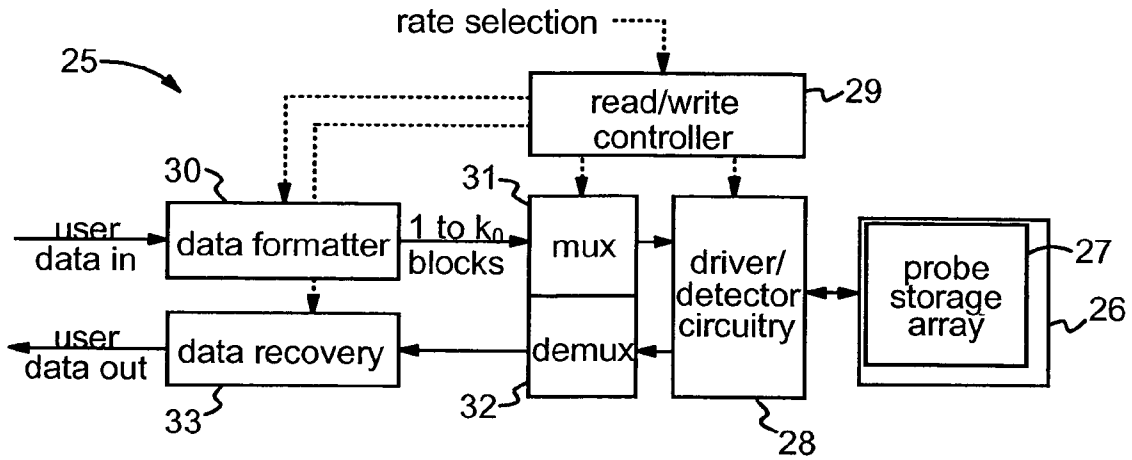 rate selection
25
read/write
controller
29
30
31
user
data in
data formatter
1 to k₀
blocks
mux
driver/
detector
circuitry
probe
storage
array
27
26
user
data out
data recovery
demux
33
32
28